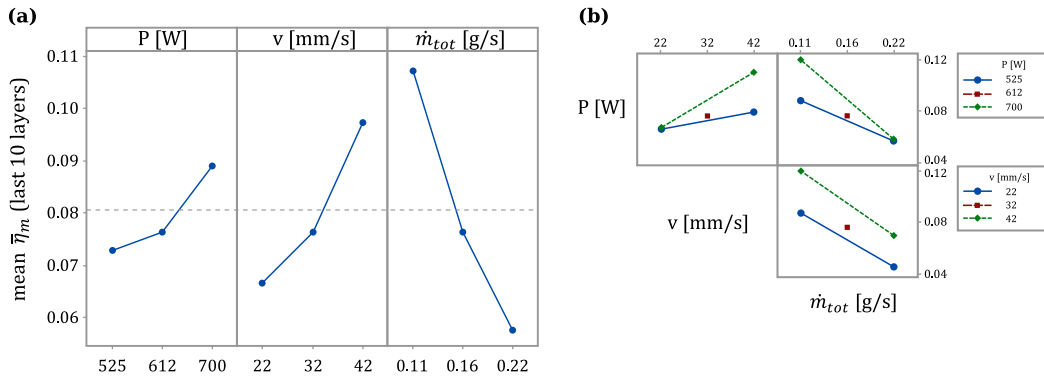 (a)
P [W]
v [mm/s]
ṁ_tot [g/s]
mean η̅_m (last 10 layers)
0.11
0.10
0.09
0.08
0.07
0.06
525 612 700 22 32 42 0.11 0.16 0.22
(b)
22 32 42 0.11 0.16 0.22
P [W]
0.12
0.08
0.04
P [W]
525
612
700
v [mm/s]
0.12
0.08
0.04
v [mm/s]
22
32
42
ṁ_tot [g/s]